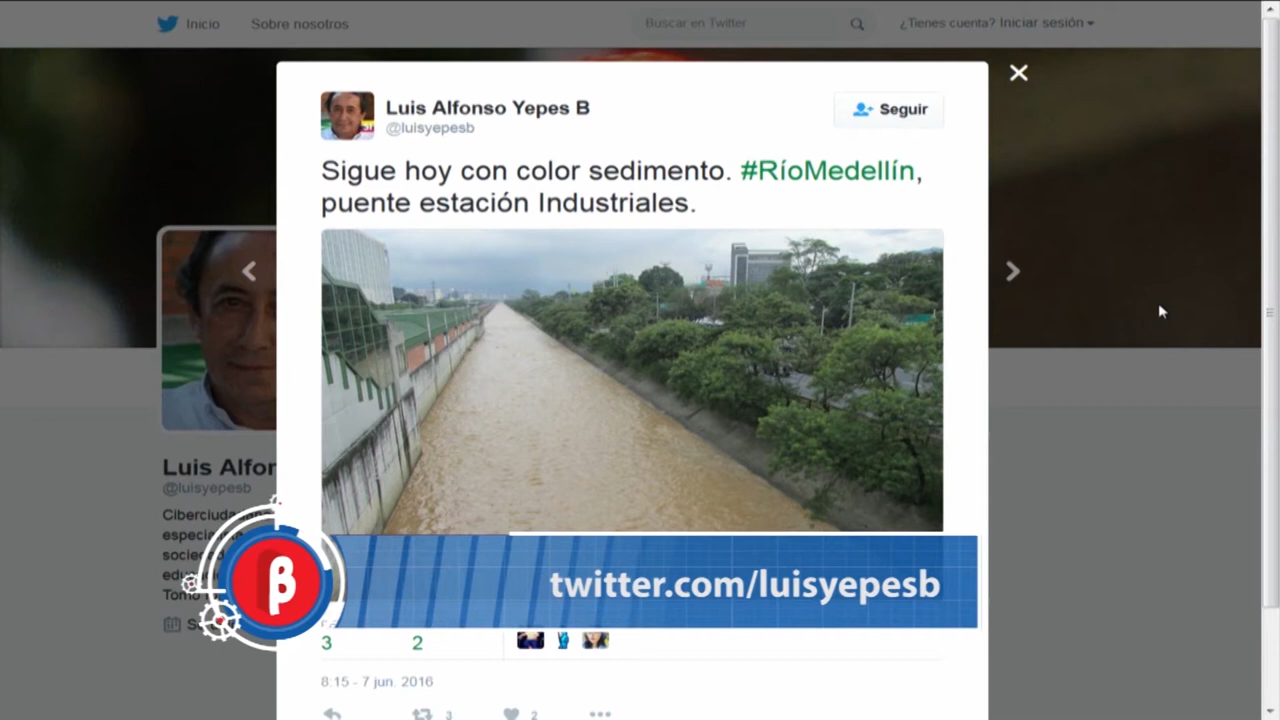 Inicio
Sobre nosotros
Buscar en Twitter
¿Tienes cuenta? Iniciar sesión
Luis Alfonso Yepes B
@luisyepesb
Seguir
Sigue hoy con color sedimento. #RíoMedellín,
puente estación Industriales.
Luis Alfon
@luisyepesb
β
twitter.com/luisyepesb
3
2
8:15 - 7 jun. 2016
3
2